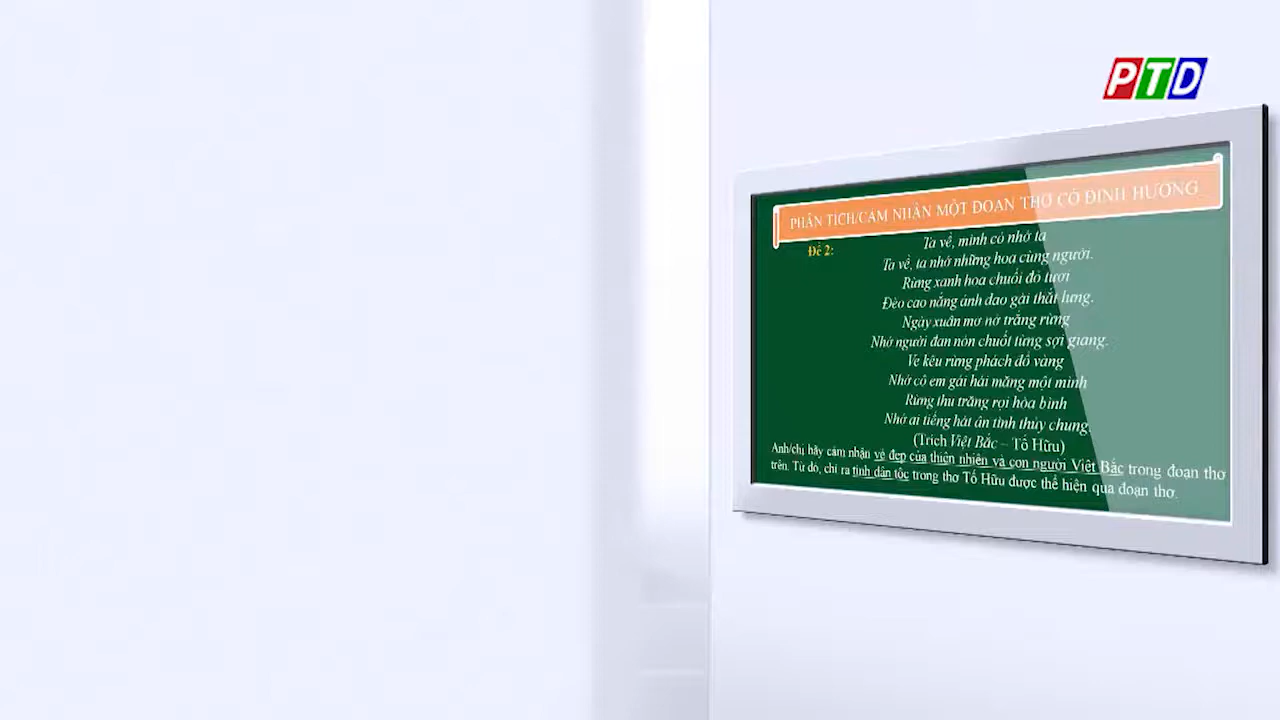 PTD
PHÂN TÍCH/CẢM NHẬN MỘT ĐOẠN THƠ CÓ ĐỊNH HƯỚNG
Đề 2:
Ta về, mình có nhớ ta
Ta về, ta nhớ những hoa cùng người.
Rừng xanh hoa chuối đỏ tươi
Đèo cao nắng ánh dao gài thắt lưng.
Ngày xuân mơ nở trắng rừng
Nhớ người đan nón chuốt từng sợi giang.
Ve kêu rừng phách đổ vàng
Nhớ cô em gái hái măng một mình
Rừng thu trăng rọi hòa bình
Nhớ ai tiếng hát ân tình thủy chung.
(Trích Việt Bắc – Tố Hữu)
Anh/chị hãy cảm nhận vẻ đẹp của thiên nhiên và con người Việt Bắc trong đoạn thơ
trên. Từ đó, chỉ ra tính dân tộc trong thơ Tố Hữu được thể hiện qua đoạn thơ.